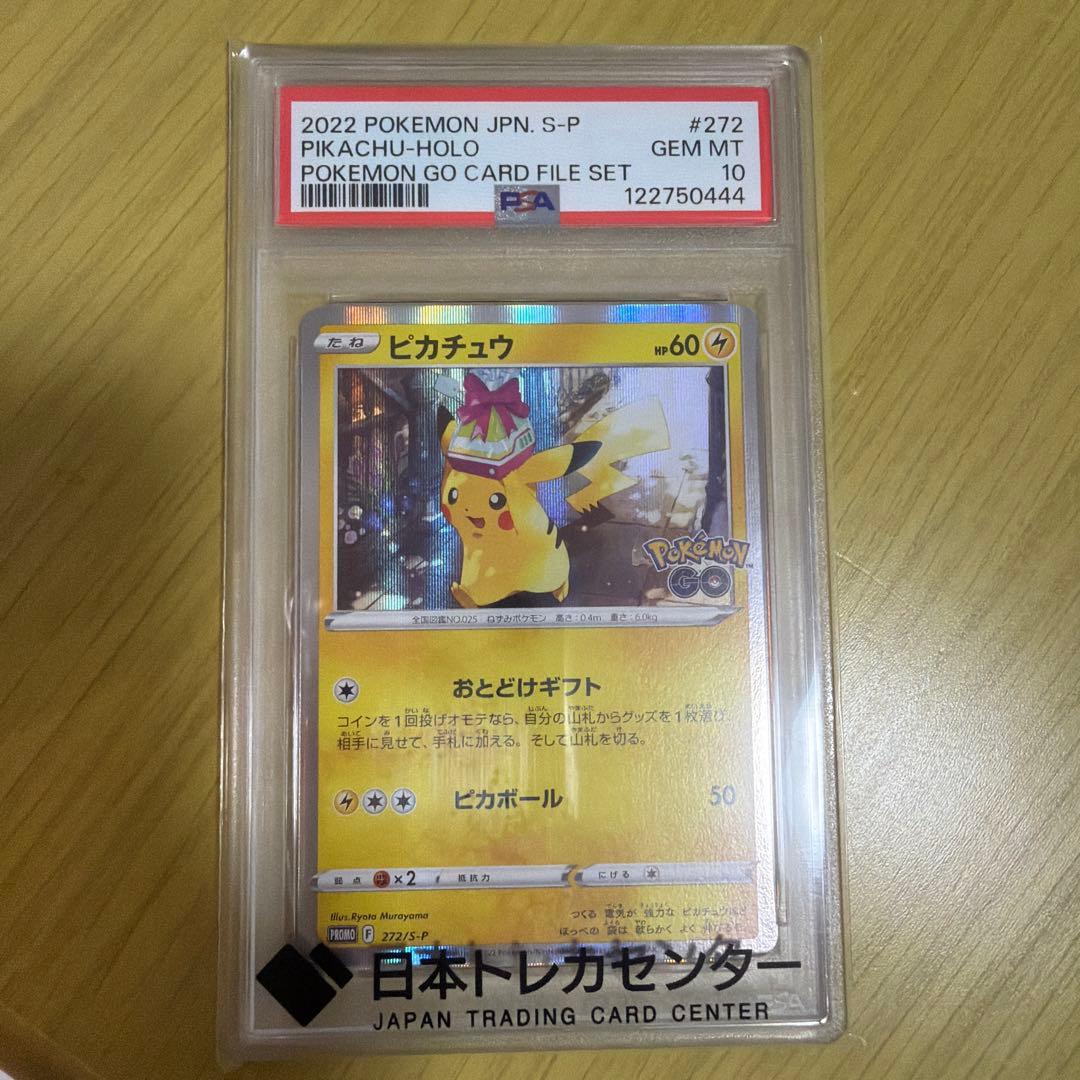 2022 POKEMON JPN. S-P #272
PIKACHU-HOLO GEM MT
POKEMON GO CARD FILE SET 10
PSA 122750444
たね ピカチュウ HP60
POKéMON
GO
全国図鑑NO.025 ねずみポケモン 高さ:0.4m 重さ:6.0kg
おとどけギフト
コインを1回投げオモテなら、自分の山札からグッズを1枚選び、
相手に見せて、手札に加える。そして山札を切る。
ピカボール 50
弱点 ×2 抵抗力 にげる
Illus. Ryota Murayama
つくる 電気が 強力な ピカチュウほど
ほっぺの 袋は 軟らかく よく 伸びるぞ
PROMO F 272/S-P
日本トレカセンター
JAPAN TRADING CARD CENTER